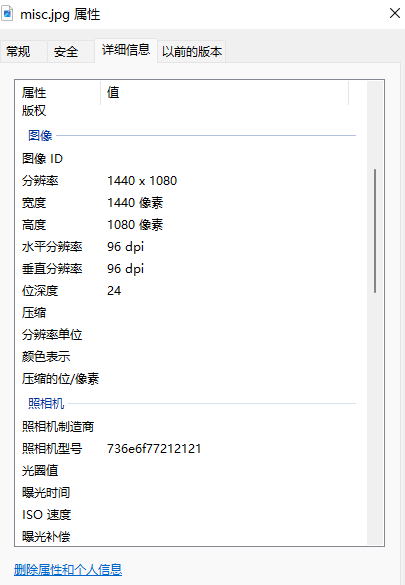 misc.jpg 属性
常规 安全 详细信息 以前的版本
属性 值
版权
图像
图像 ID
分辨率 1440 x 1080
宽度 1440 像素
高度 1080 像素
水平分辨率 96 dpi
垂直分辨率 96 dpi
位深度 24
压缩
分辨率单位
颜色表示
压缩的位/像素
照相机
照相机制造商
照相机型号 736e6f77212121
光圈值
曝光时间
ISO 速度
曝光补偿
删除属性和个人信息